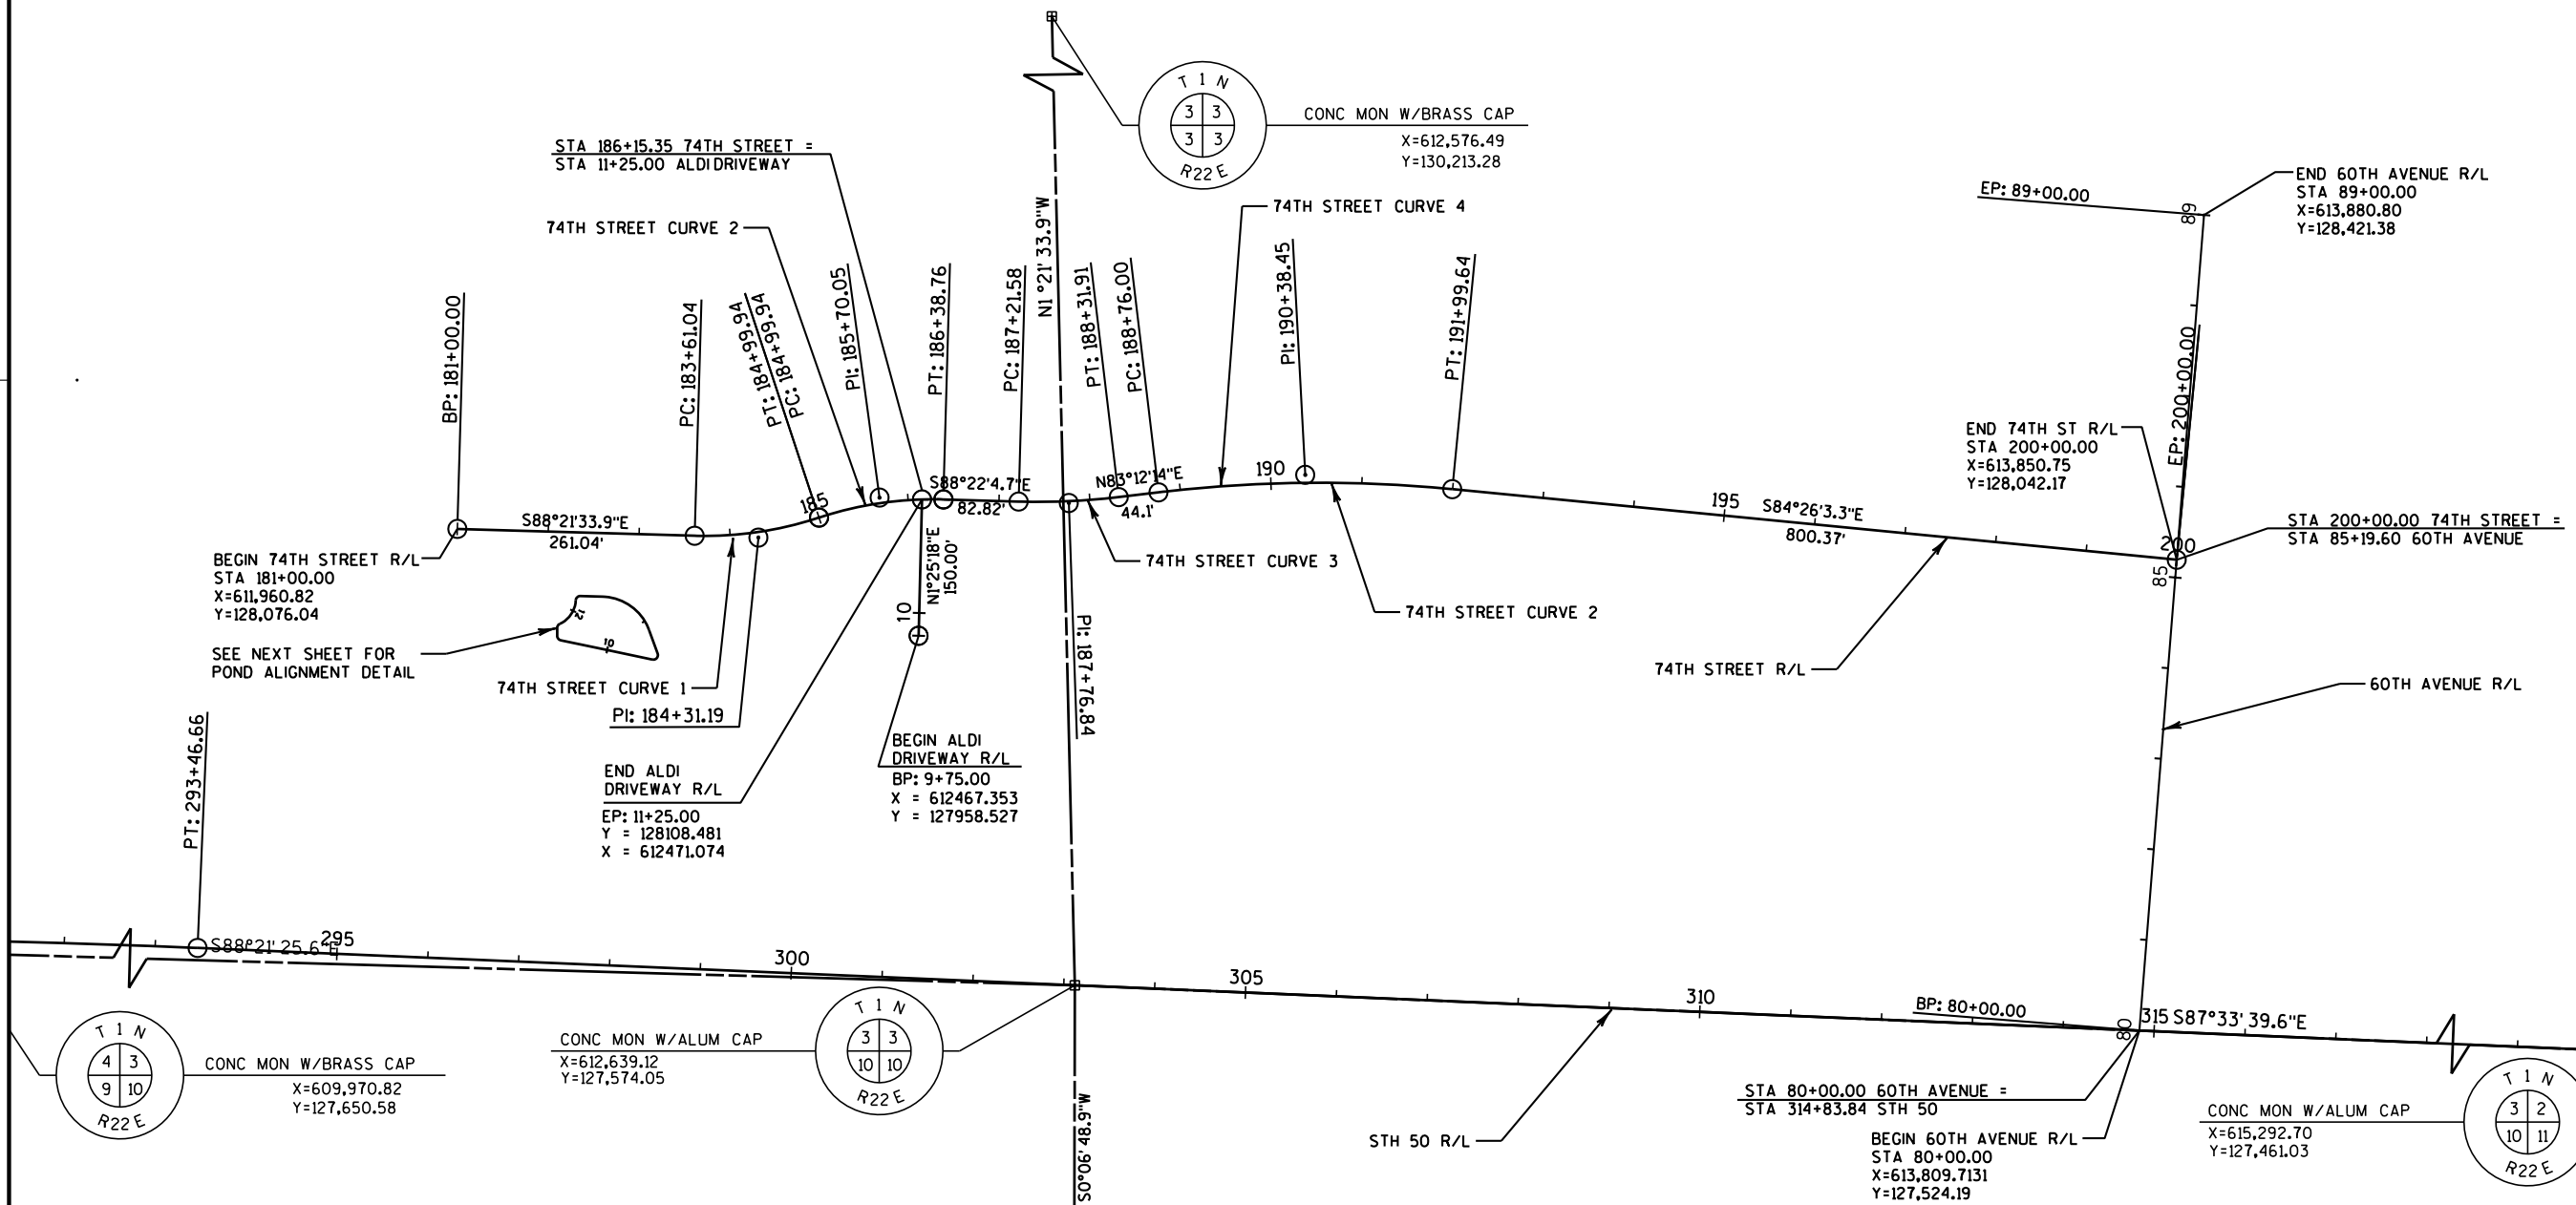 T 1 N
3 3
3 3
R22 E
CONC MON W/BRASS CAP
X=612,576.49
Y=130,213.28
STA 186+15.35 74TH STREET =
STA 11+25.00 ALDI DRIVEWAY
74TH STREET CURVE 2
74TH STREET CURVE 4
N1°21'33.9"W
EP: 89+00.00
89
END 60TH AVENUE R/L
STA 89+00.00
X=613,880.80
Y=128,421.38
BP: 181+00.00
PC: 183+61.04
PT: 184+99.94
PC: 184+99.94
PI: 185+70.05
PT: 186+38.76
PC: 187+21.58
PT: 188+31.91
PC: 188+76.00
PI: 190+38.45
PT: 191+99.64
EP: 200+00.00
END 74TH ST R/L
STA 200+00.00
X=613,850.75
Y=128,042.17
S88°21'33.9"E
261.04'
185
S88°22'4.7"E
82.82'
N83°12'14"E
44.1'
190
195
S84°26'3.3"E
800.37'
200
85
STA 200+00.00 74TH STREET =
STA 85+19.60 60TH AVENUE
BEGIN 74TH STREET R/L
STA 181+00.00
X=611,960.82
Y=128,076.04
SEE NEXT SHEET FOR
POND ALIGNMENT DETAIL
12
10
74TH STREET CURVE 1
PI: 184+31.19
N1°25'18"E
150.00'
10
74TH STREET CURVE 3
74TH STREET CURVE 2
PI: 187+76.84
74TH STREET R/L
60TH AVENUE R/L
PT: 293+46.66
END ALDI
DRIVEWAY R/L
EP: 11+25.00
Y = 128108.481
X = 612471.074
BEGIN ALDI
DRIVEWAY R/L
BP: 9+75.00
X = 612467.353
Y = 127958.527
S88°21'25.6"E
295
300
305
310
BP: 80+00.00
80
315 S87°33'39.6"E
T 1 N
4 3
9 10
R22 E
CONC MON W/BRASS CAP
X=609,970.82
Y=127,650.58
CONC MON W/ALUM CAP
X=612,639.12
Y=127,574.05
T 1 N
3 3
10 10
R22 E
S0°06'48.6"W
STH 50 R/L
STA 80+00.00 60TH AVENUE =
STA 314+83.84 STH 50
BEGIN 60TH AVENUE R/L
STA 80+00.00
X=613,809.7131
Y=127,524.19
CONC MON W/ALUM CAP
X=615,292.70
Y=127,461.03
T 1 N
3 2
10 11
R22 E